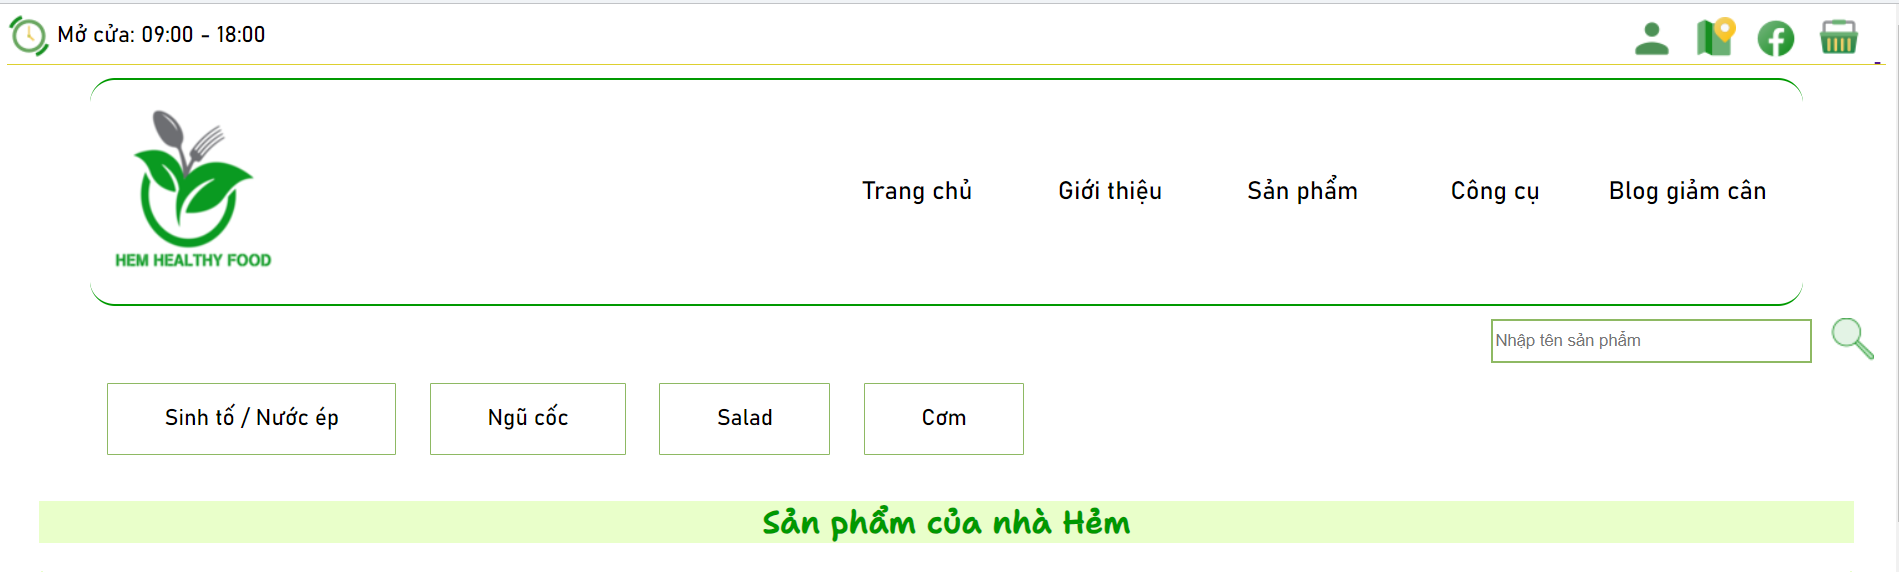 Mở cửa: 09:00 - 18:00
HEM HEALTHY FOOD
Trang chủ Giới thiệu Sản phẩm Công cụ Blog giảm cân
Nhập tên sản phẩm
Sinh tố / Nước ép Ngũ cốc Salad Cơm
Sản phẩm của nhà Hẻm